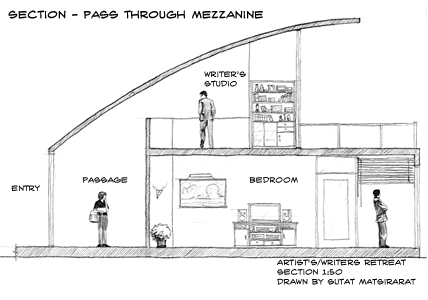 SECTION - PASS THROUGH MEZZANINE
WRITER'S
STUDIO
ENTRY
PASSAGE
BEDROOM
ARTIST'S/WRITERS RETREAT
SECTION 1:50
DRAWN BY SUTAT MATSIRARAT